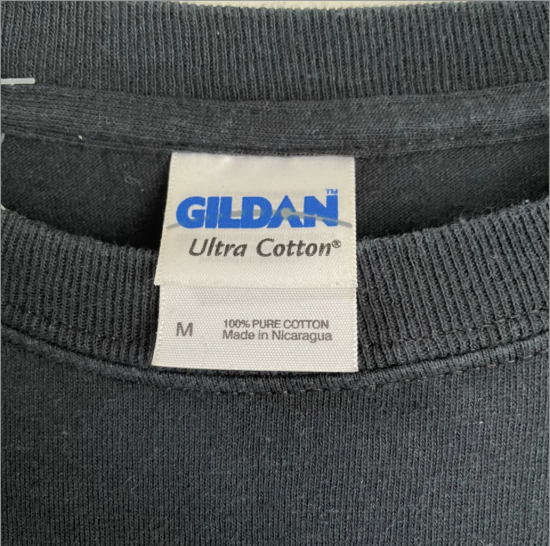 GILDAN™
Ultra Cotton®
M
100% PURE COTTON
Made in Nicaragua